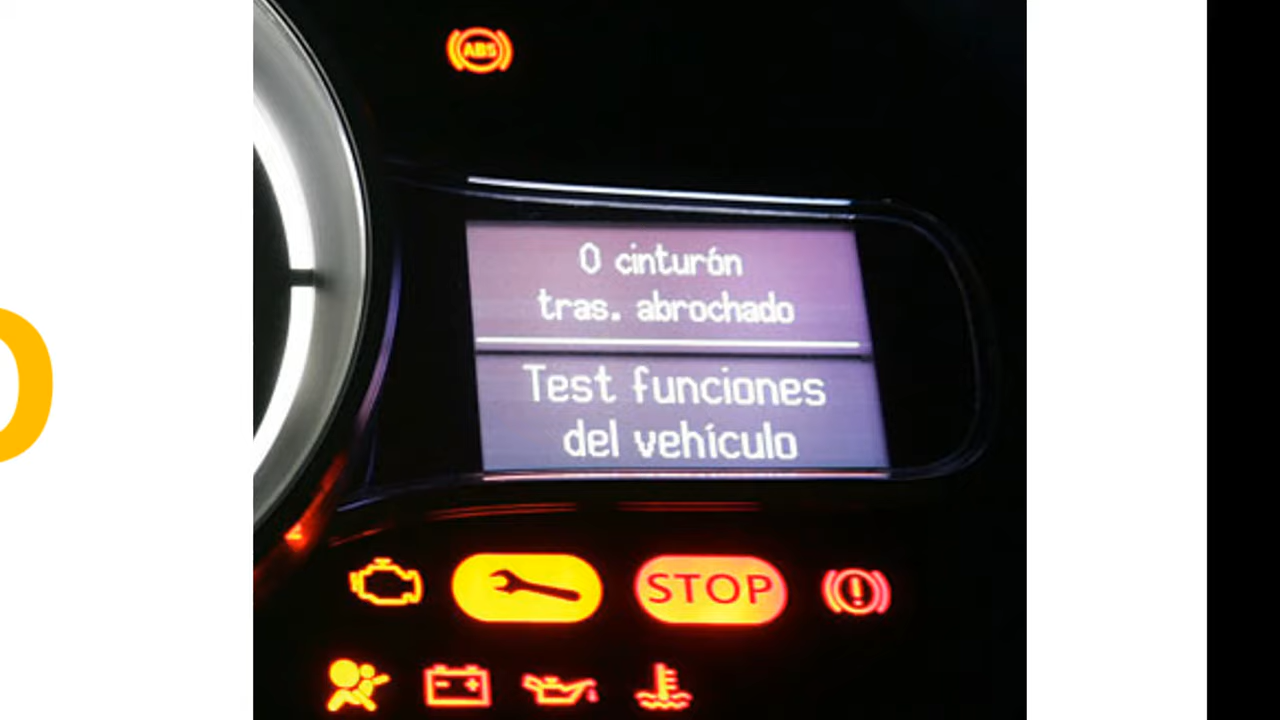 ABS
0 cinturón
tras. abrochado
Test funciones
del vehículo
STOP